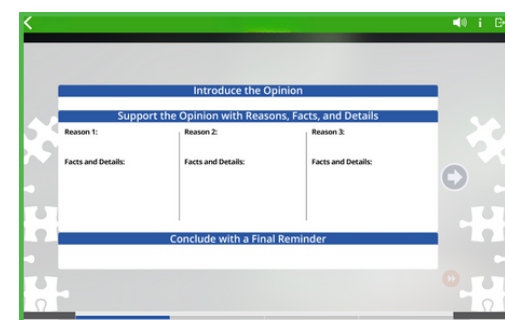 Introduce the Opinion
Support the Opinion with Reasons, Facts, and Details
Reason 1: Reason 2: Reason 3:
Facts and Details: Facts and Details: Facts and Details:
Conclude with a Final Reminder